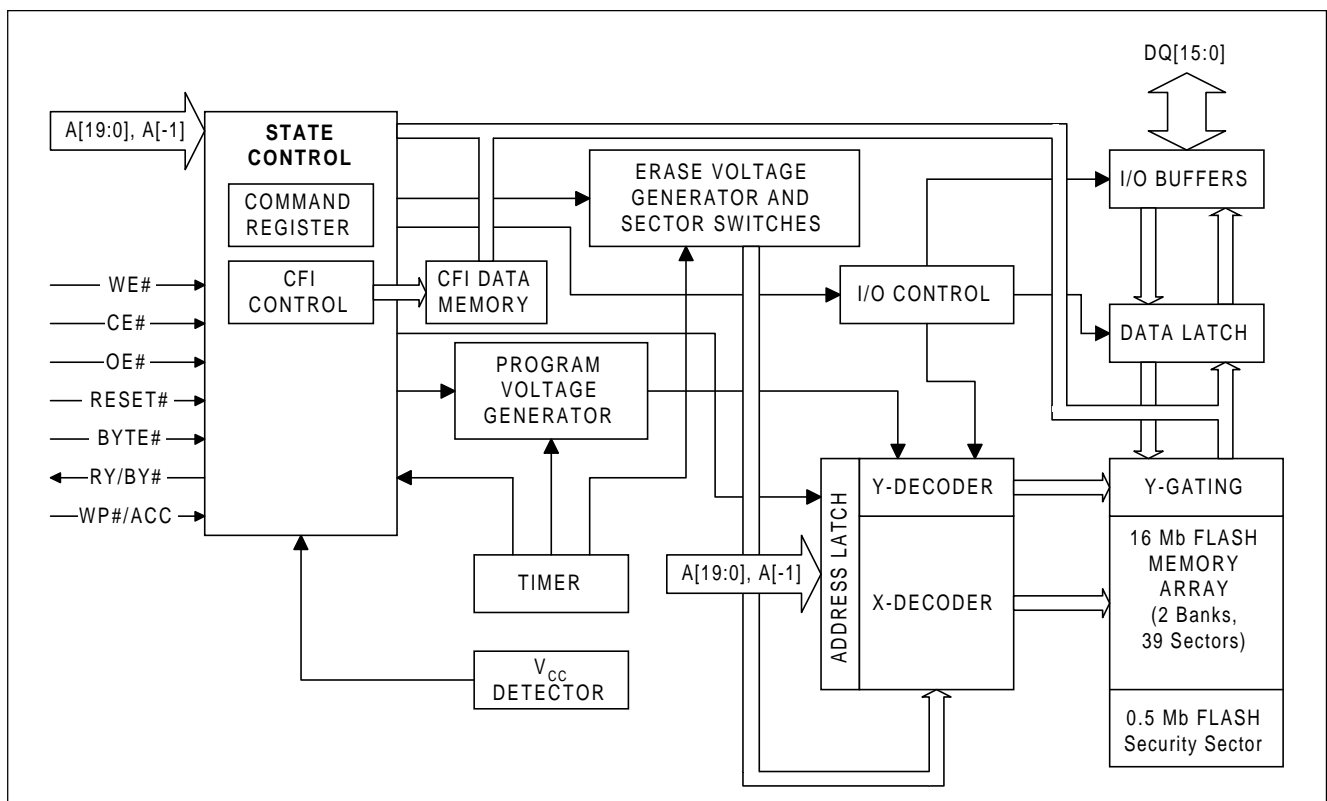 DQ[15:0]
A[19:0], A[-1]
STATE
CONTROL
COMMAND
REGISTER
CFI
CONTROL
CFI DATA
MEMORY
ERASE VOLTAGE
GENERATOR AND
SECTOR SWITCHES
I/O BUFFERS
I/O CONTROL
DATA LATCH
WE#
CE#
OE#
RESET#
BYTE#
RY/BY#
WP#/ACC
PROGRAM
VOLTAGE
GENERATOR
TIMER
VCC
DETECTOR
A[19:0], A[-1]
ADDRESS LATCH
Y-DECODER
X-DECODER
Y-GATING
16 Mb FLASH
MEMORY
ARRAY
(2 Banks,
39 Sectors)
0.5 Mb FLASH
Security Sector